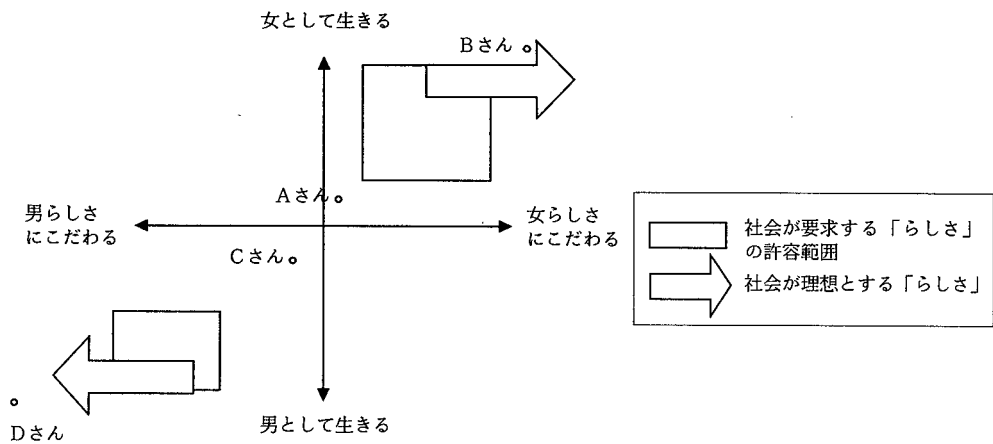 女として生きる
Bさん
Aさん
男らしさ
にこだわる
女らしさ
にこだわる
Cさん
社会が要求する「らしさ」
の許容範囲
社会が理想とする「らしさ」
Dさん
男として生きる